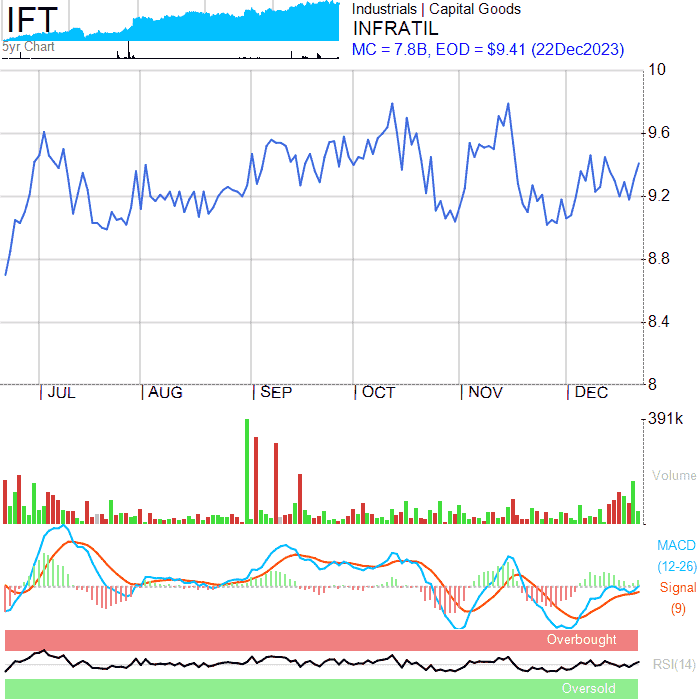 IFT
5yr Chart
Industrials | Capital Goods
INFRATIL
MC = 7.8B, EOD = $9.41 (22Dec2023)
10
9.6
9.2
8.8
8.4
8
JUL AUG SEP OCT NOV DEC
391k
Volume
MACD
(12-26)
Signal
(9)
Overbought
RSI(14)
Oversold